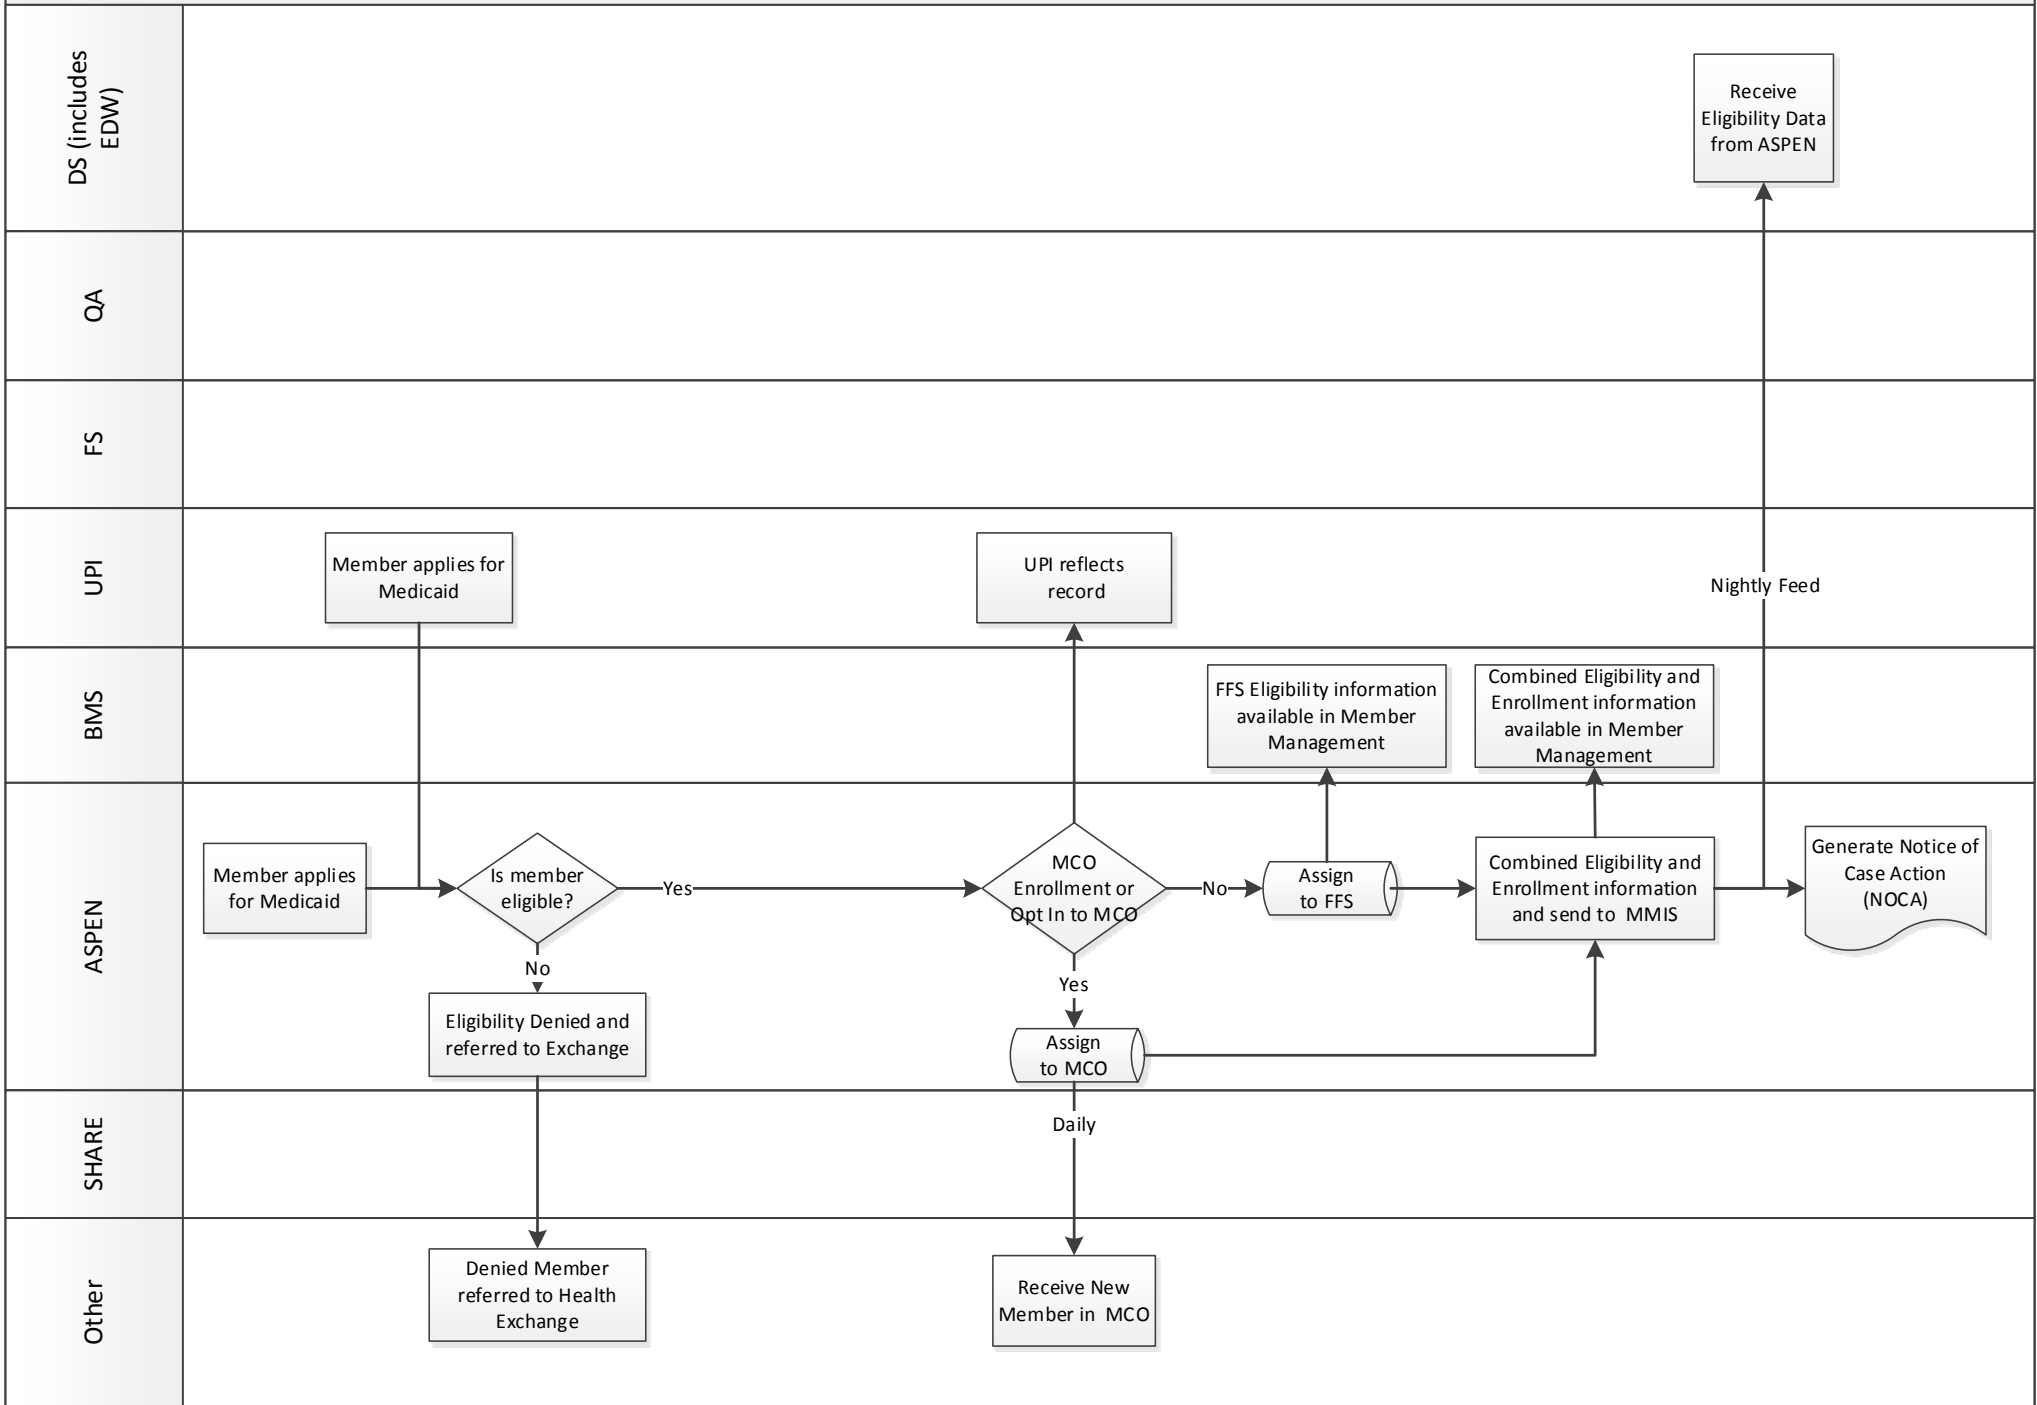 DS (includes
EDW)
Receive
Eligibility Data
from ASPEN
QA
FS
UPI
Member applies for
Medicaid
UPI reflects
record
Nightly Feed
BMS
FFS Eligibility information
available in Member
Management
Combined Eligibility and
Enrollment information
available in Member
Management
ASPEN
Member applies
for Medicaid
Is member
eligible?
Yes
No
Eligibility Denied and
referred to Exchange
MCO
Enrollment or
Opt In to MCO
No
Yes
Assign
to FFS
Assign
to MCO
Combined Eligibility and
Enrollment information
and send to MMIS
Generate Notice of
Case Action
(NOCA)
SHARE
Daily
Other
Denied Member
referred to Health
Exchange
Receive New
Member in MCO